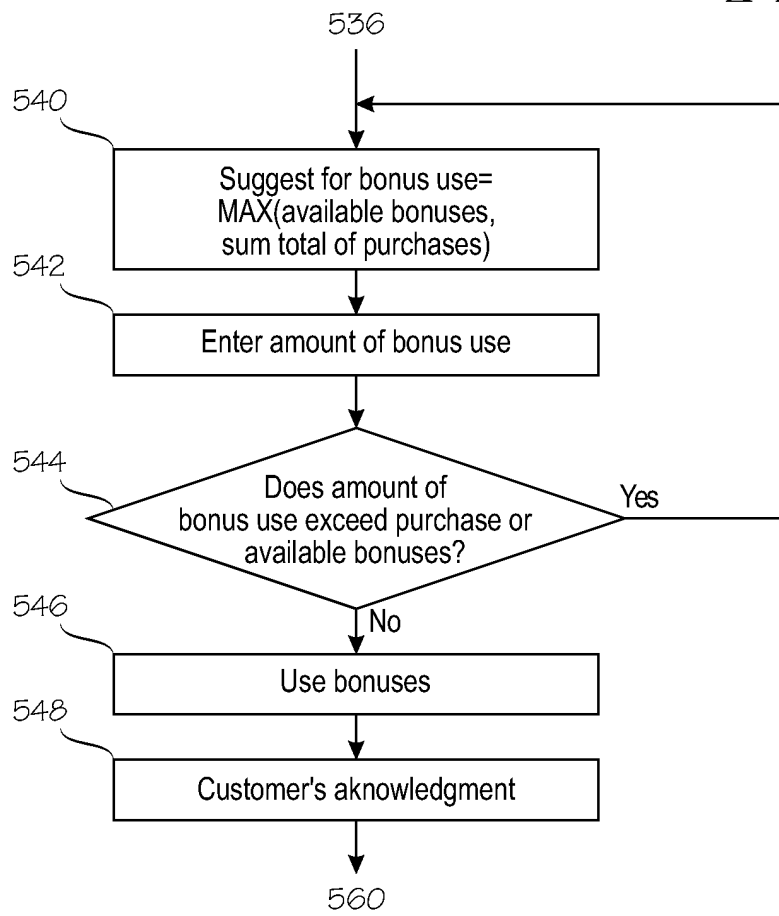 536
540
Suggest for bonus use=
MAX(available bonuses,
sum total of purchases)
542
Enter amount of bonus use
544
Does amount of
bonus use exceed purchase or
available bonuses?
Yes
No
546
Use bonuses
548
Customer's aknowledgment
560